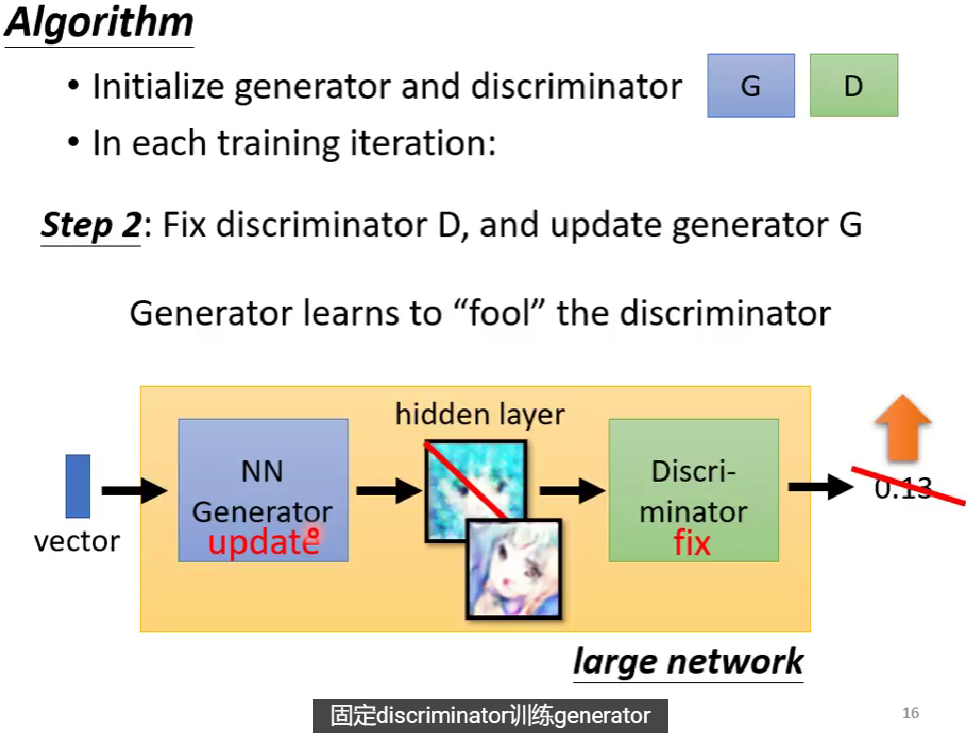 Algorithm
• Initialize generator and discriminator G D
• In each training iteration:
Step 2: Fix discriminator D, and update generator G
Generator learns to “fool” the discriminator
hidden layer
NN
Generator
update
Discri-
minator
fix
0.13
vector
large network
固定discriminator训练generator
16